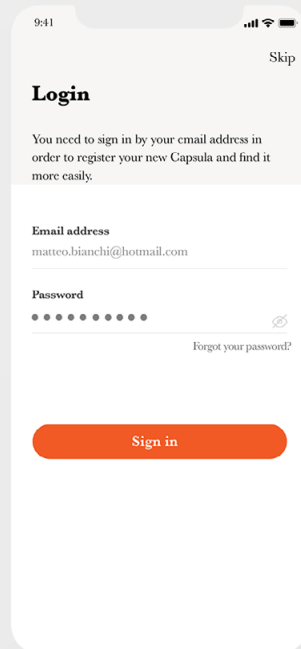 9:41
Skip
Login
You need to sign in by your email address in
order to register your new Capsula and find it
more easily.
Email address
matteo.bianchi@hotmail.com
Password
Forgot your password?
Sign in